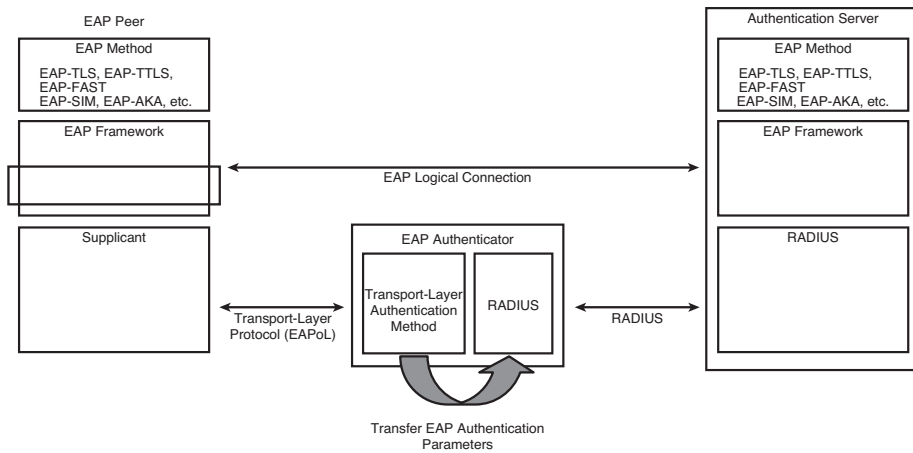 EAP Peer
EAP Method
EAP-TLS, EAP-TTLS,
EAP-FAST
EAP-SIM, EAP-AKA, etc.
EAP Framework
Supplicant
EAP Logical Connection
Transport-Layer
Protocol (EAPoL)
EAP Authenticator
Transport-Layer
Authentication
Method
RADIUS
Transfer EAP Authentication
Parameters
RADIUS
Authentication Server
EAP Method
EAP-TLS, EAP-TTLS,
EAP-FAST
EAP-SIM, EAP-AKA, etc.
EAP Framework
RADIUS